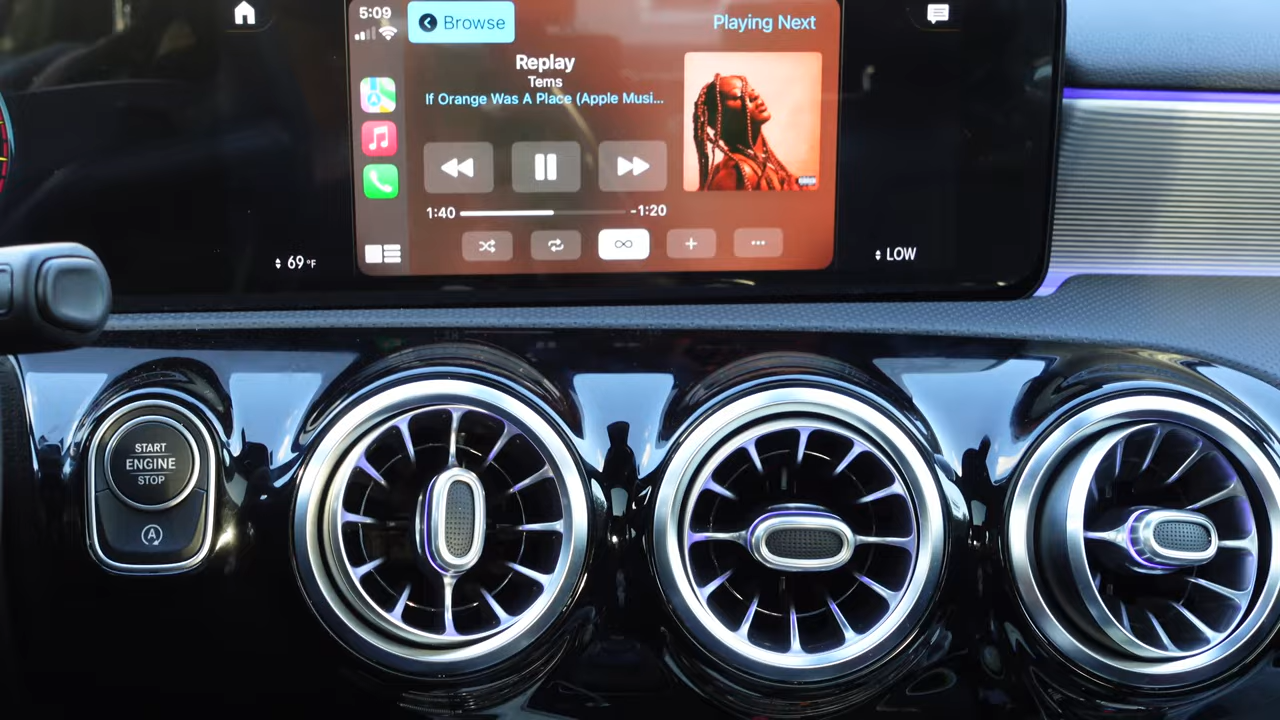 5:09
Browse
Playing Next
Replay
Tems
If Orange Was A Place (Apple Musi...
1:40
-1:20
69°F
LOW
START
ENGINE
STOP
A